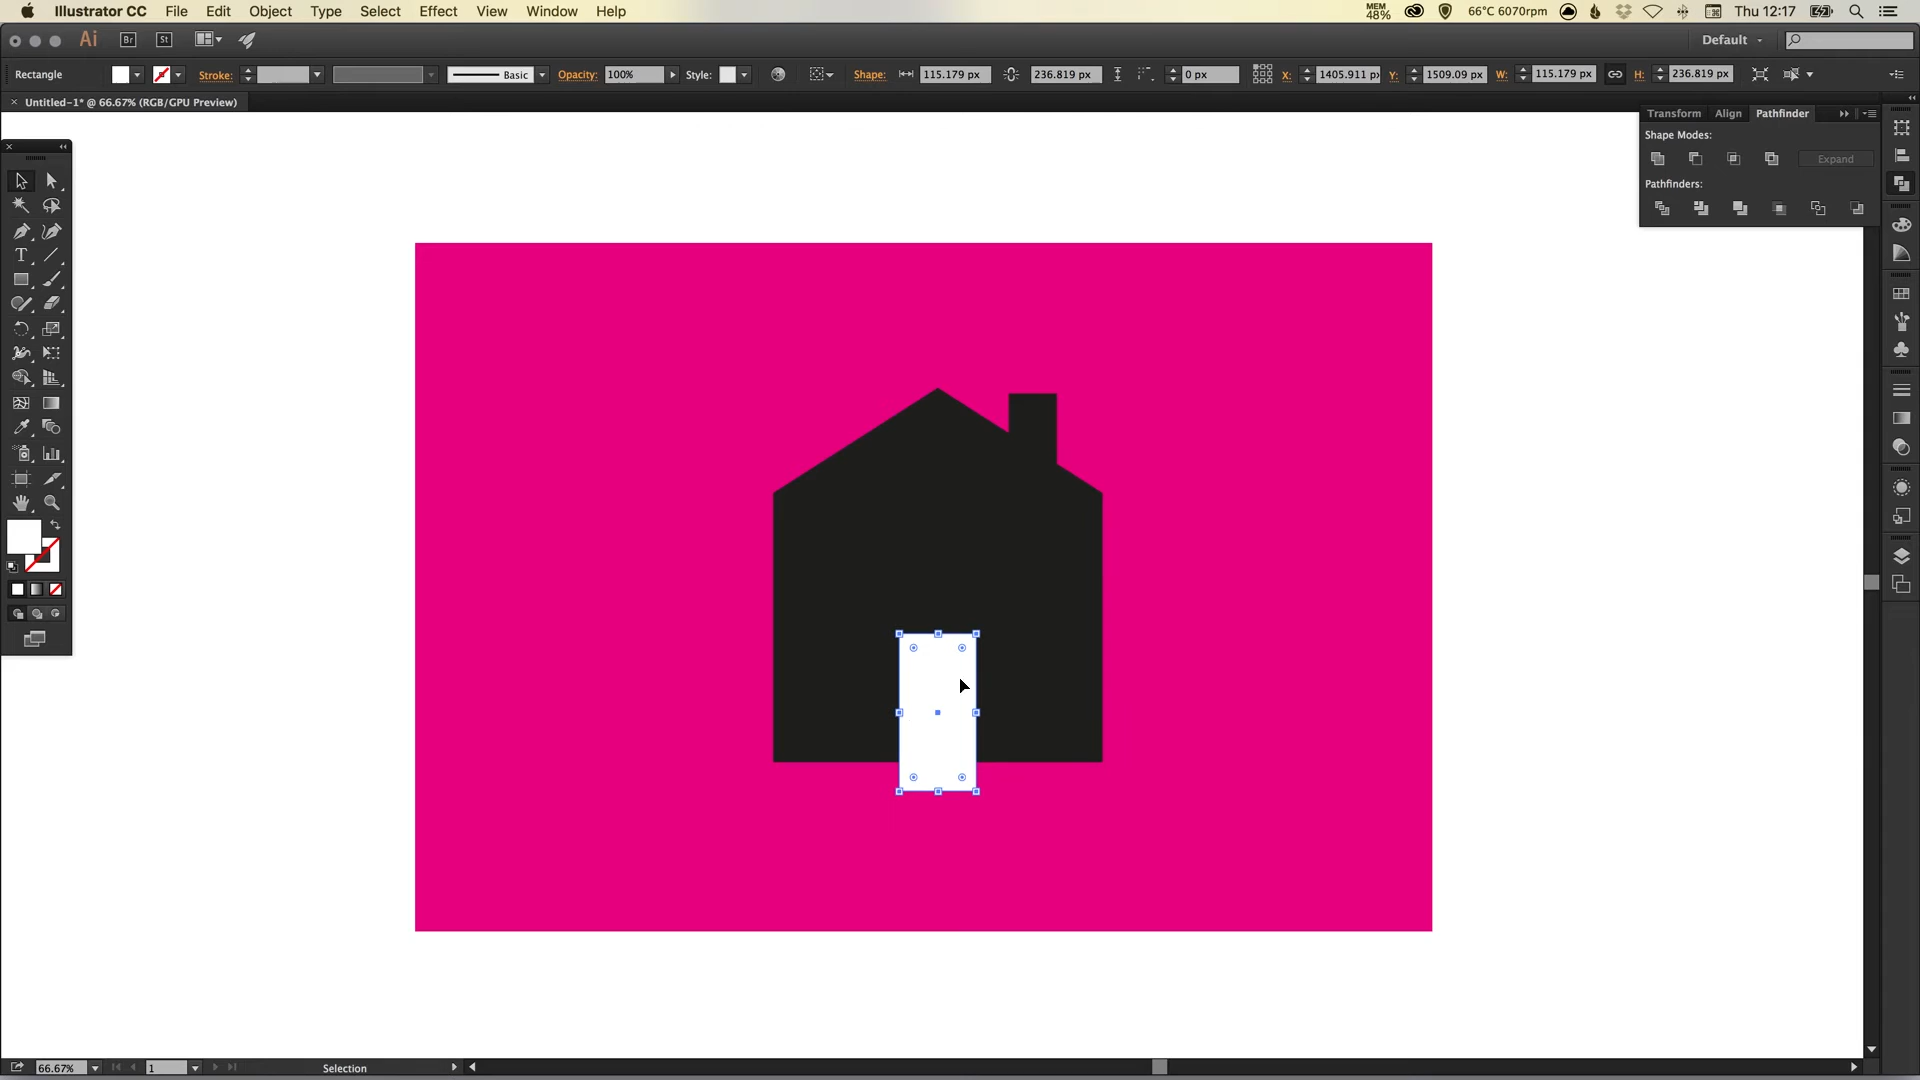 Illustrator CC File Edit Object Type Select Effect View Window Help MEM 48% 66°C 6070rpm Thu 12:17
Ai Br St Default
Rectangle Stroke: Basic Opacity: 100% Style: Shape: 115.179 px 236.819 px 0 px X: 1405.911 px Y: 1509.09 px W: 115.179 px H: 236.819 px
Untitled-1* @ 66.67% (RGB/GPU Preview)
Transform Align Pathfinder
Shape Modes:
Expand
Pathfinders:
T
66.67% 1 Selection